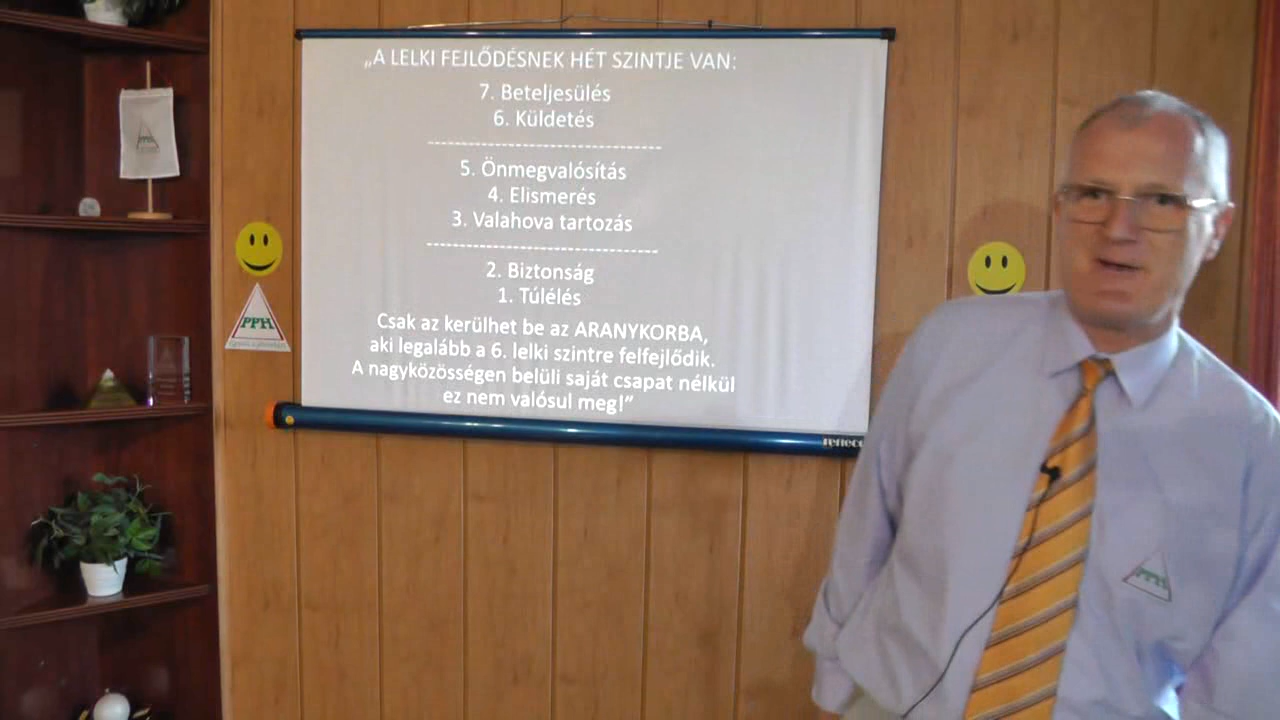 „A LELKI FEJLŐDÉSNEK HÉT SZINTJE VAN:
7. Beteljesülés
6. Küldetés
--------------------------------
5. Önmegvalósítás
4. Elismerés
3. Valahova tartozás
--------------------------------
2. Biztonság
1. Túlélés
Csak az kerülhet be az ARANYKORBA,
aki legalább a 6. lelki szintre felfejlődik.
A nagyközösségen belüli saját csapat nélkül
ez nem valósul meg!”
PPH
reflecta
PPH